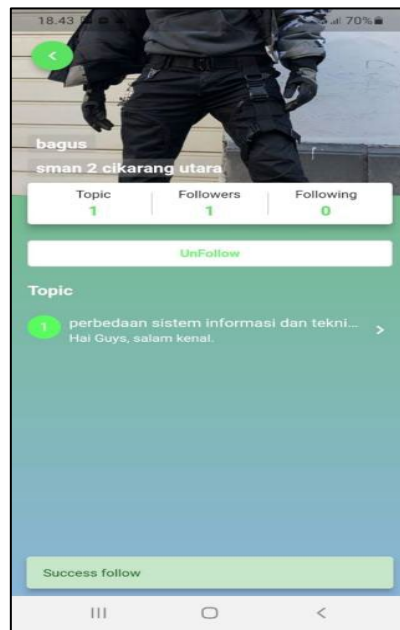 18.43
70%
bagus
sman 2 cikarang utara
Topic Followers Following
1 1 0
UnFollow
Topic
1 perbedaan sistem informasi dan tekni...
Hai Guys, salam kenal.
Success follow